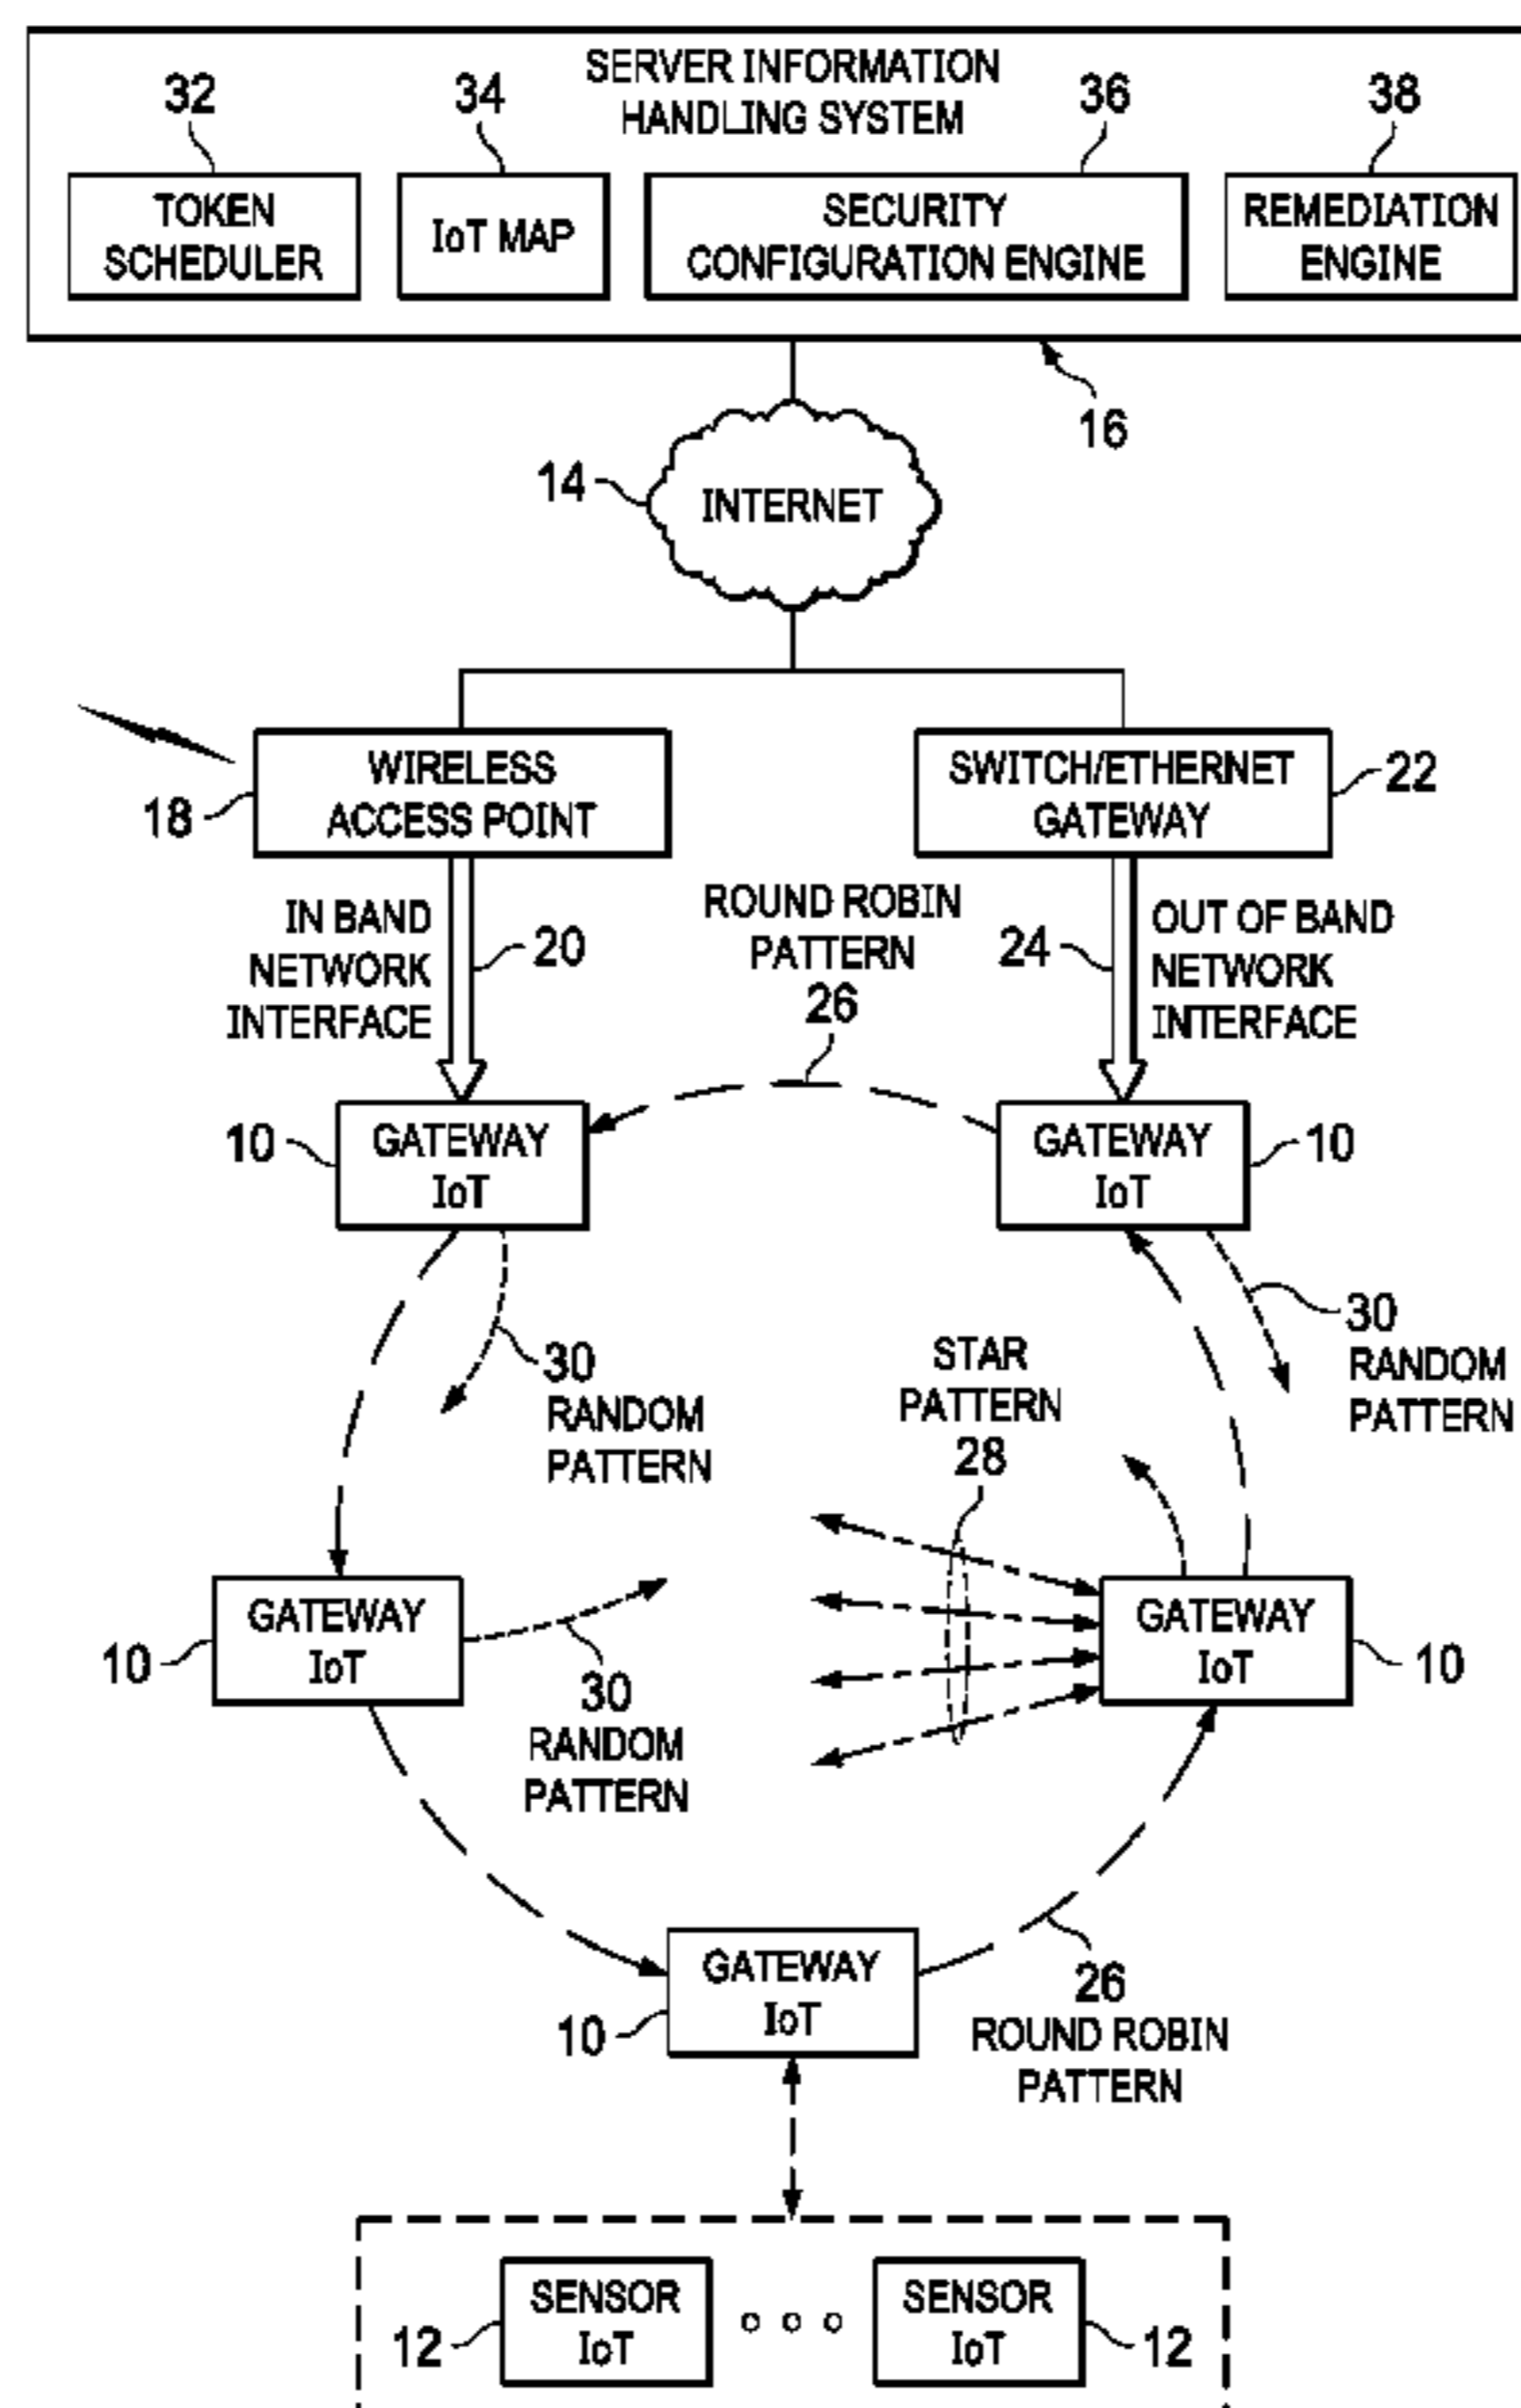 SERVER INFORMATION
HANDLING SYSTEM
32
34
36
38
TOKEN
SCHEDULER
IoT MAP
SECURITY
CONFIGURATION ENGINE
REMEDIATION
ENGINE
16
14
INTERNET
WIRELESS
ACCESS POINT
18
SWITCH/ETHERNET
GATEWAY
22
IN BAND
NETWORK
INTERFACE
20
ROUND ROBIN
PATTERN
26
24
OUT OF BAND
NETWORK
INTERFACE
10
GATEWAY
IoT
GATEWAY
IoT
10
30
RANDOM
PATTERN
STAR
PATTERN
28
30
RANDOM
PATTERN
10
GATEWAY
IoT
30
RANDOM
PATTERN
GATEWAY
IoT
10
10
GATEWAY
IoT
26
ROUND ROBIN
PATTERN
12
SENSOR
IoT
SENSOR
IoT
12